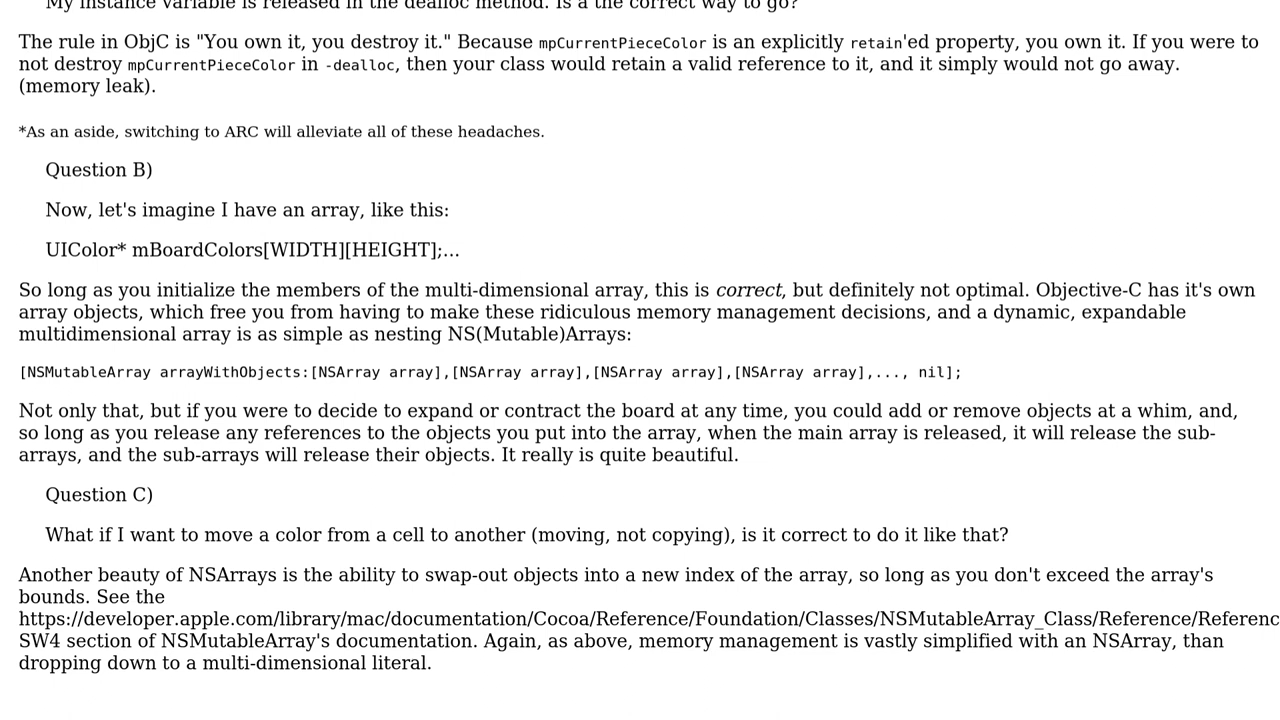 My instance variable is released in the dealloc method. Is a the correct way to go?
The rule in ObjC is "You own it, you destroy it." Because mpCurrentPieceColor is an explicitly retain'ed property, you own it. If you were to
not destroy mpCurrentPieceColor in -dealloc, then your class would retain a valid reference to it, and it simply would not go away.
(memory leak).
*As an aside, switching to ARC will alleviate all of these headaches.
Question B)
Now, let's imagine I have an array, like this:
UIColor* mBoardColors[WIDTH][HEIGHT];...
So long as you initialize the members of the multi-dimensional array, this is correct, but definitely not optimal. Objective-C has it's own
array objects, which free you from having to make these ridiculous memory management decisions, and a dynamic, expandable
multidimensional array is as simple as nesting NS(Mutable)Arrays:
[NSMutableArray arrayWithObjects:[NSArray array],[NSArray array],[NSArray array],[NSArray array],..., nil];
Not only that, but if you were to decide to expand or contract the board at any time, you could add or remove objects at a whim, and,
so long as you release any references to the objects you put into the array, when the main array is released, it will release the sub-
arrays, and the sub-arrays will release their objects. It really is quite beautiful.
Question C)
What if I want to move a color from a cell to another (moving, not copying), is it correct to do it like that?
Another beauty of NSArrays is the ability to swap-out objects into a new index of the array, so long as you don't exceed the array's
bounds. See the
https://developer.apple.com/library/mac/documentation/Cocoa/Reference/Foundation/Classes/NSMutableArray_Class/Reference/Referenc
SW4 section of NSMutableArray's documentation. Again, as above, memory management is vastly simplified with an NSArray, than
dropping down to a multi-dimensional literal.